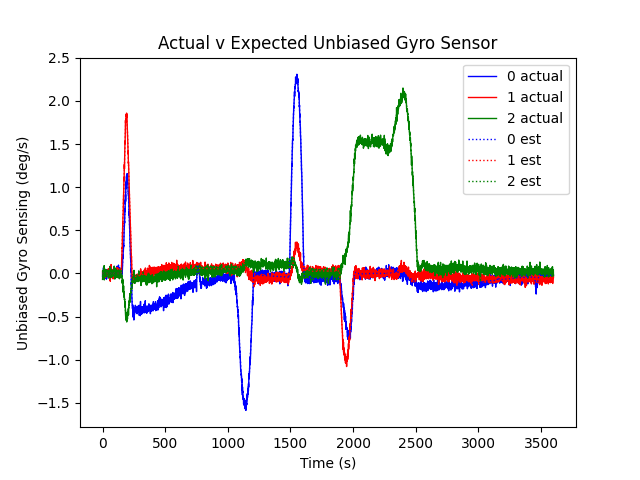 Actual v Expected Unbiased Gyro Sensor
Unbiased Gyro Sensing (deg/s)
2.5
2.0
1.5
1.0
0.5
0.0
−0.5
−1.0
−1.5
0 actual
1 actual
2 actual
0 est
1 est
2 est
0 500 1000 1500 2000 2500 3000 3500
Time (s)